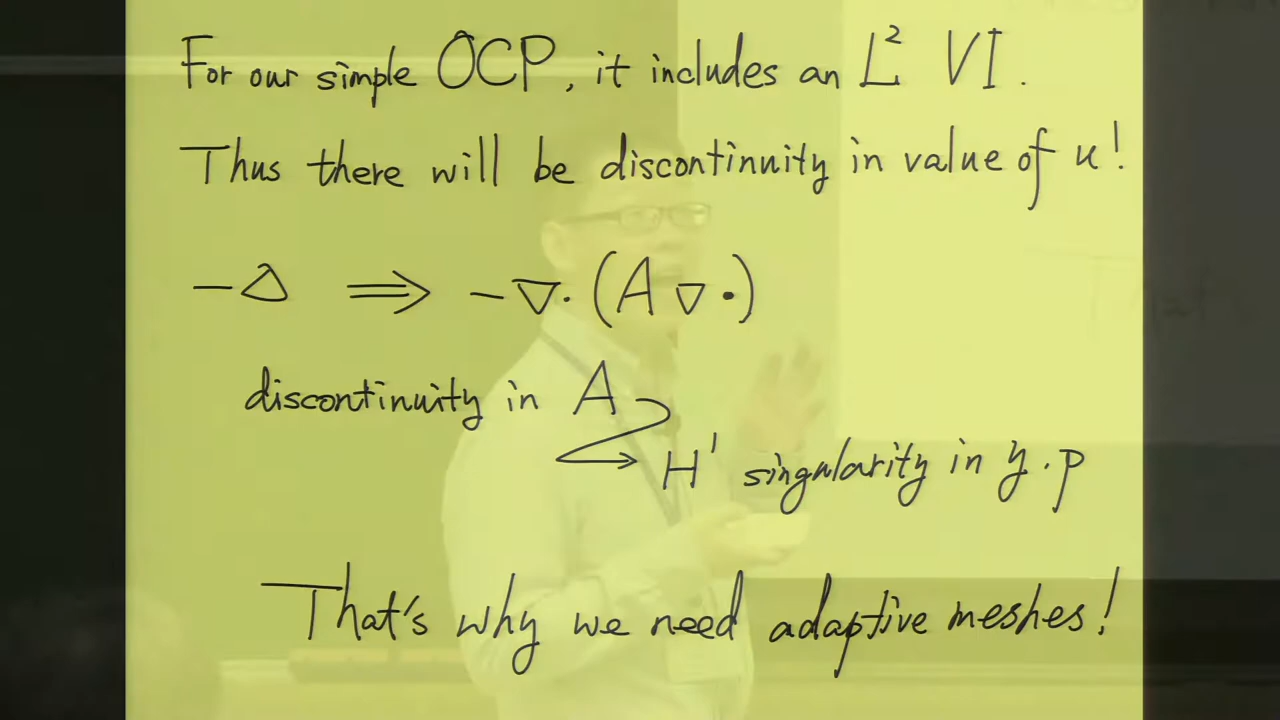 For our simple OCP, it includes an L² VI.
Thus there will be discontinuity in value of u!
-△ ⟹ -▽·(A▽•)
discontinuity in A
H¹ singularity in y.p
That's why we need adaptive meshes!